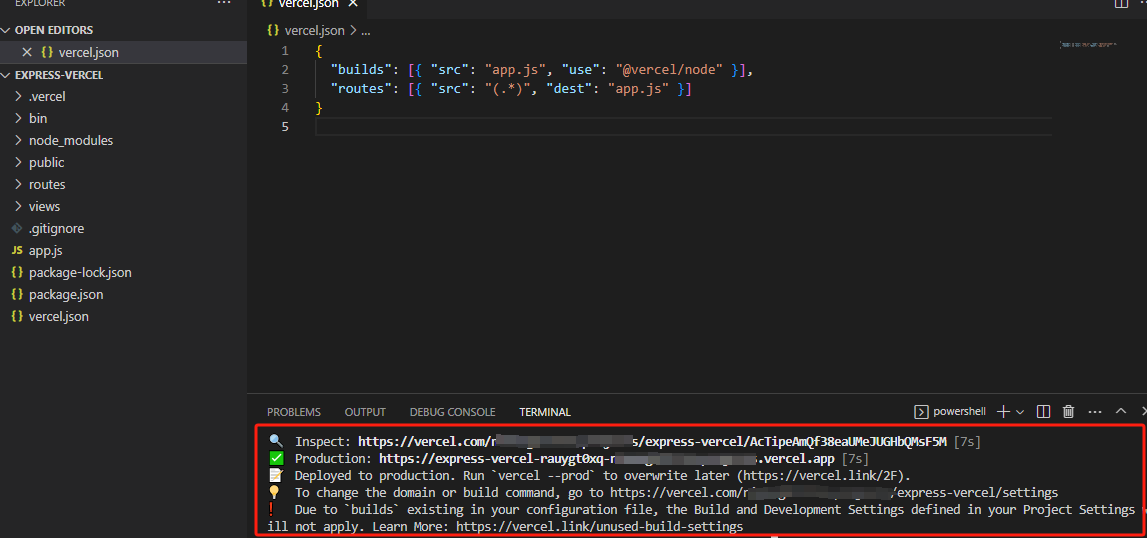 EXPLORER
...
vercel.json
OPEN EDITORS
vercel.json
{} vercel.json > ...
EXPRESS-VERCEL
.vercel
bin
node_modules
public
routes
views
.gitignore
JS app.js
{} package-lock.json
{} package.json
{} vercel.json
1 {
2 "builds": [{ "src": "app.js", "use": "@vercel/node" }],
3 "routes": [{ "src": "(.*)", "dest": "app.js" }]
4 }
5
PROBLEMS OUTPUT DEBUG CONSOLE TERMINAL powershell
Inspect: https://vercel.com/ /express-vercel/AcTipeAmQf38eaUMeJUGHbQMsF5M [7s]
Production: https://express-vercel-rauygt0xq- .vercel.app [7s]
Deployed to production. Run `vercel --prod` to overwrite later (https://vercel.link/2F).
To change the domain or build command, go to https://vercel.com/ /express-vercel/settings
Due to `builds` existing in your configuration file, the Build and Development Settings defined in your Project Settings
ill not apply. Learn More: https://vercel.link/unused-build-settings